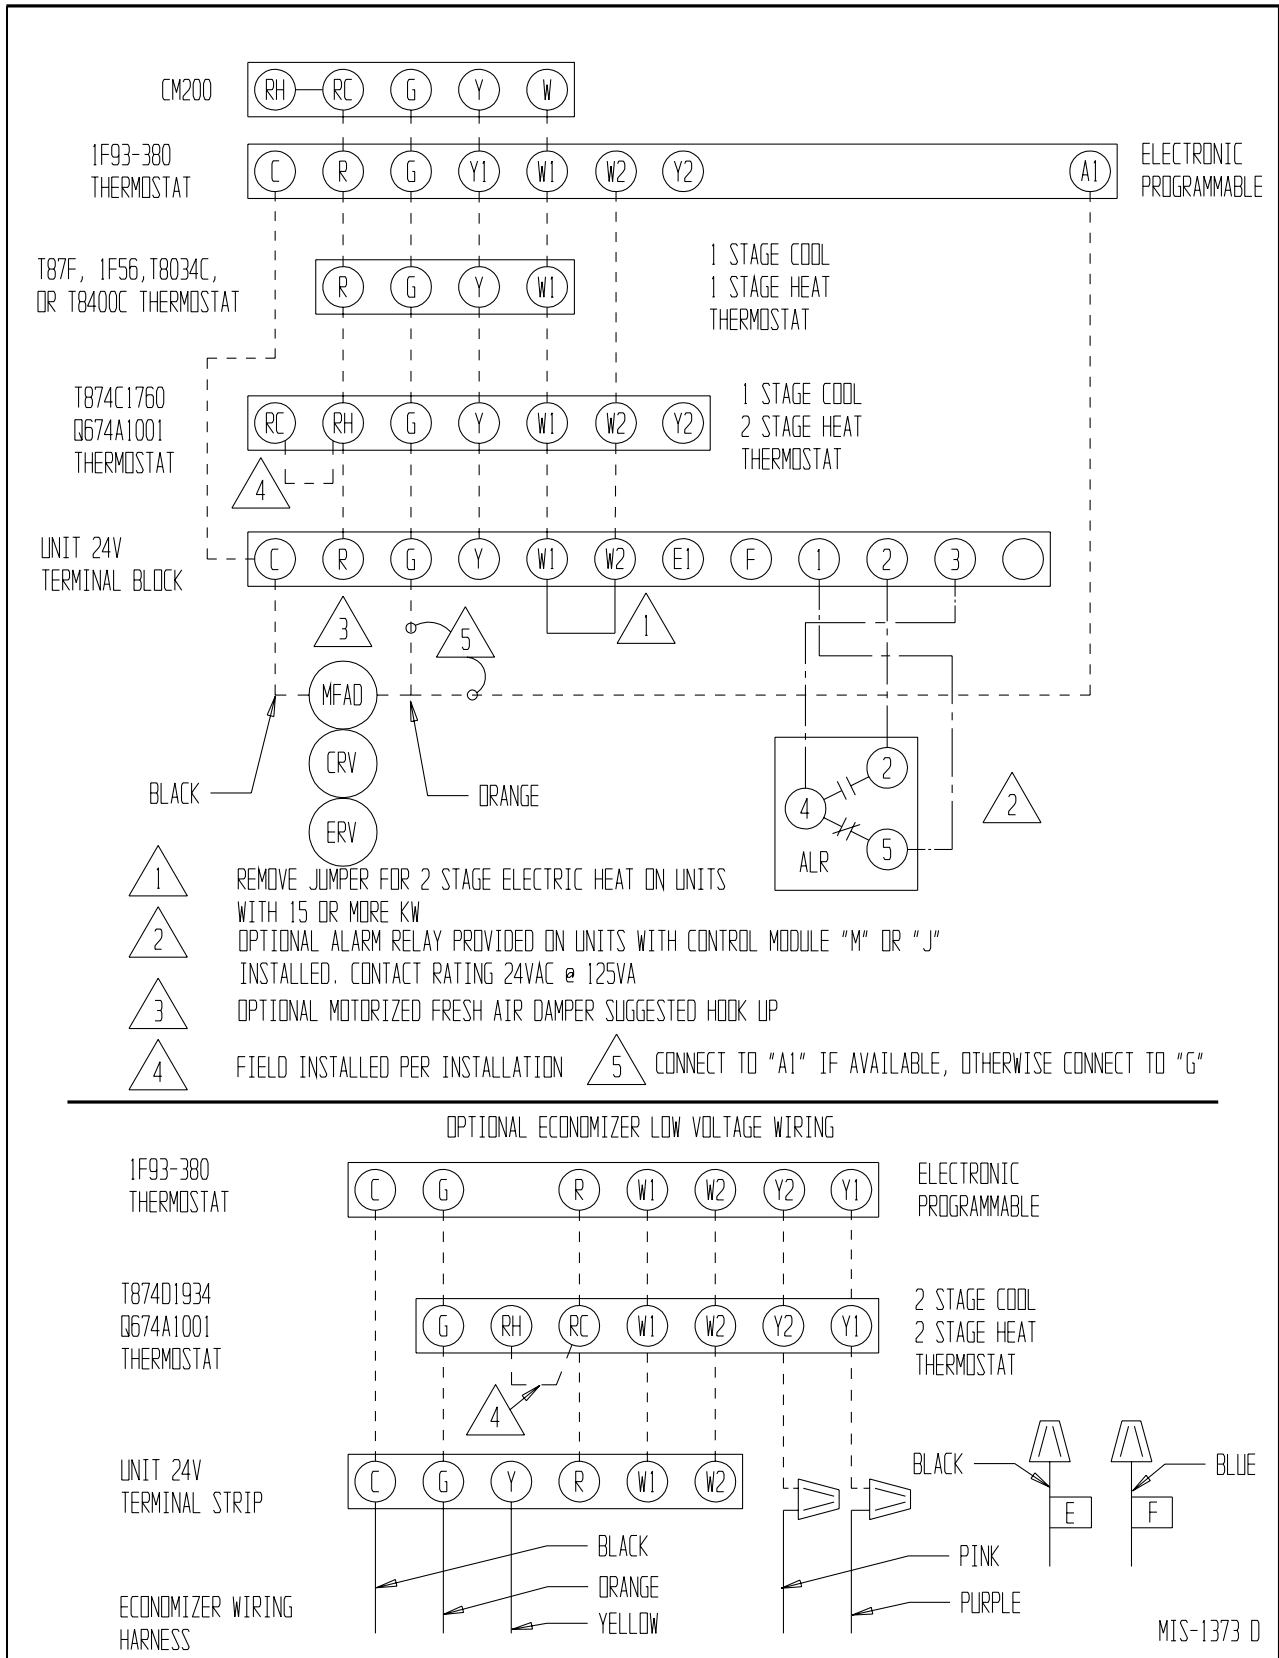 CM200 RH RC G Y W
1F93-380
THERMOSTAT
C R G Y1 W1 W2 Y2 A1
ELECTRONIC
PROGRAMMABLE
T87F, 1F56,T8034C,
OR T8400C THERMOSTAT
R G Y W1
1 STAGE COOL
1 STAGE HEAT
THERMOSTAT
T874C1760
Q674A1001
THERMOSTAT
RC RH G Y W1 W2 Y2
1 STAGE COOL
2 STAGE HEAT
THERMOSTAT
4
UNIT 24V
TERMINAL BLOCK
C R G Y W1 W2 E1 F 1 2 3
3 5 1
MFAD
CRV
ERV
BLACK
ORANGE
2
4
5
ALR
2
1 REMOVE JUMPER FOR 2 STAGE ELECTRIC HEAT ON UNITS
WITH 15 OR MORE KW
2 OPTIONAL ALARM RELAY PROVIDED ON UNITS WITH CONTROL MODULE "M" OR "J"
INSTALLED. CONTACT RATING 24VAC @ 125VA
3 OPTIONAL MOTORIZED FRESH AIR DAMPER SUGGESTED HOOK UP
4 FIELD INSTALLED PER INSTALLATION 5 CONNECT TO "A1" IF AVAILABLE, OTHERWISE CONNECT TO "G"
OPTIONAL ECONOMIZER LOW VOLTAGE WIRING
1F93-380
THERMOSTAT
C G R W1 W2 Y2 Y1
ELECTRONIC
PROGRAMMABLE
T874D1934
Q674A1001
THERMOSTAT
G RH RC W1 W2 Y2 Y1
2 STAGE COOL
2 STAGE HEAT
THERMOSTAT
4
UNIT 24V
TERMINAL STRIP
C G Y R W1 W2
BLACK
BLUE
E F
BLACK
ORANGE
YELLOW
PINK
PURPLE
ECONOMIZER WIRING
HARNESS
MIS-1373 D